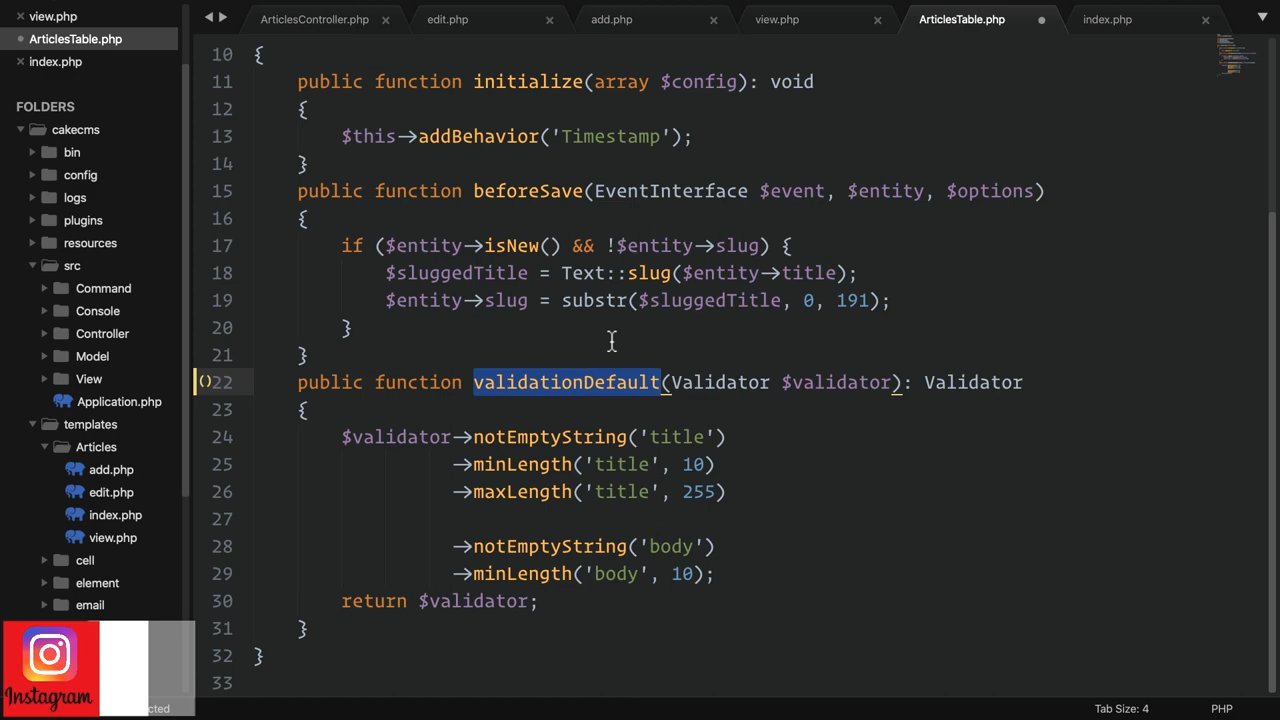 view.php
ArticlesTable.php
index.php
FOLDERS
cakecms
bin
config
logs
plugins
resources
src
Command
Console
Controller
Model
View
Application.php
templates
Articles
add.php
edit.php
index.php
view.php
cell
element
email
Instagram
ArticlesController.php edit.php add.php view.php ArticlesTable.php index.php
10 {
11 public function initialize(array $config): void
12 {
13 $this->addBehavior('Timestamp');
14 }
15 public function beforeSave(EventInterface $event, $entity, $options)
16 {
17 if ($entity->isNew() && !$entity->slug) {
18 $sluggedTitle = Text::slug($entity->title);
19 $entity->slug = substr($sluggedTitle, 0, 191);
20 }
21 }
22 public function validationDefault(Validator $validator): Validator
23 {
24 $validator->notEmptyString('title')
25 ->minLength('title', 10)
26 ->maxLength('title', 255)
27
28 ->notEmptyString('body')
29 ->minLength('body', 10);
30 return $validator;
31 }
32 }
33
Tab Size: 4 PHP